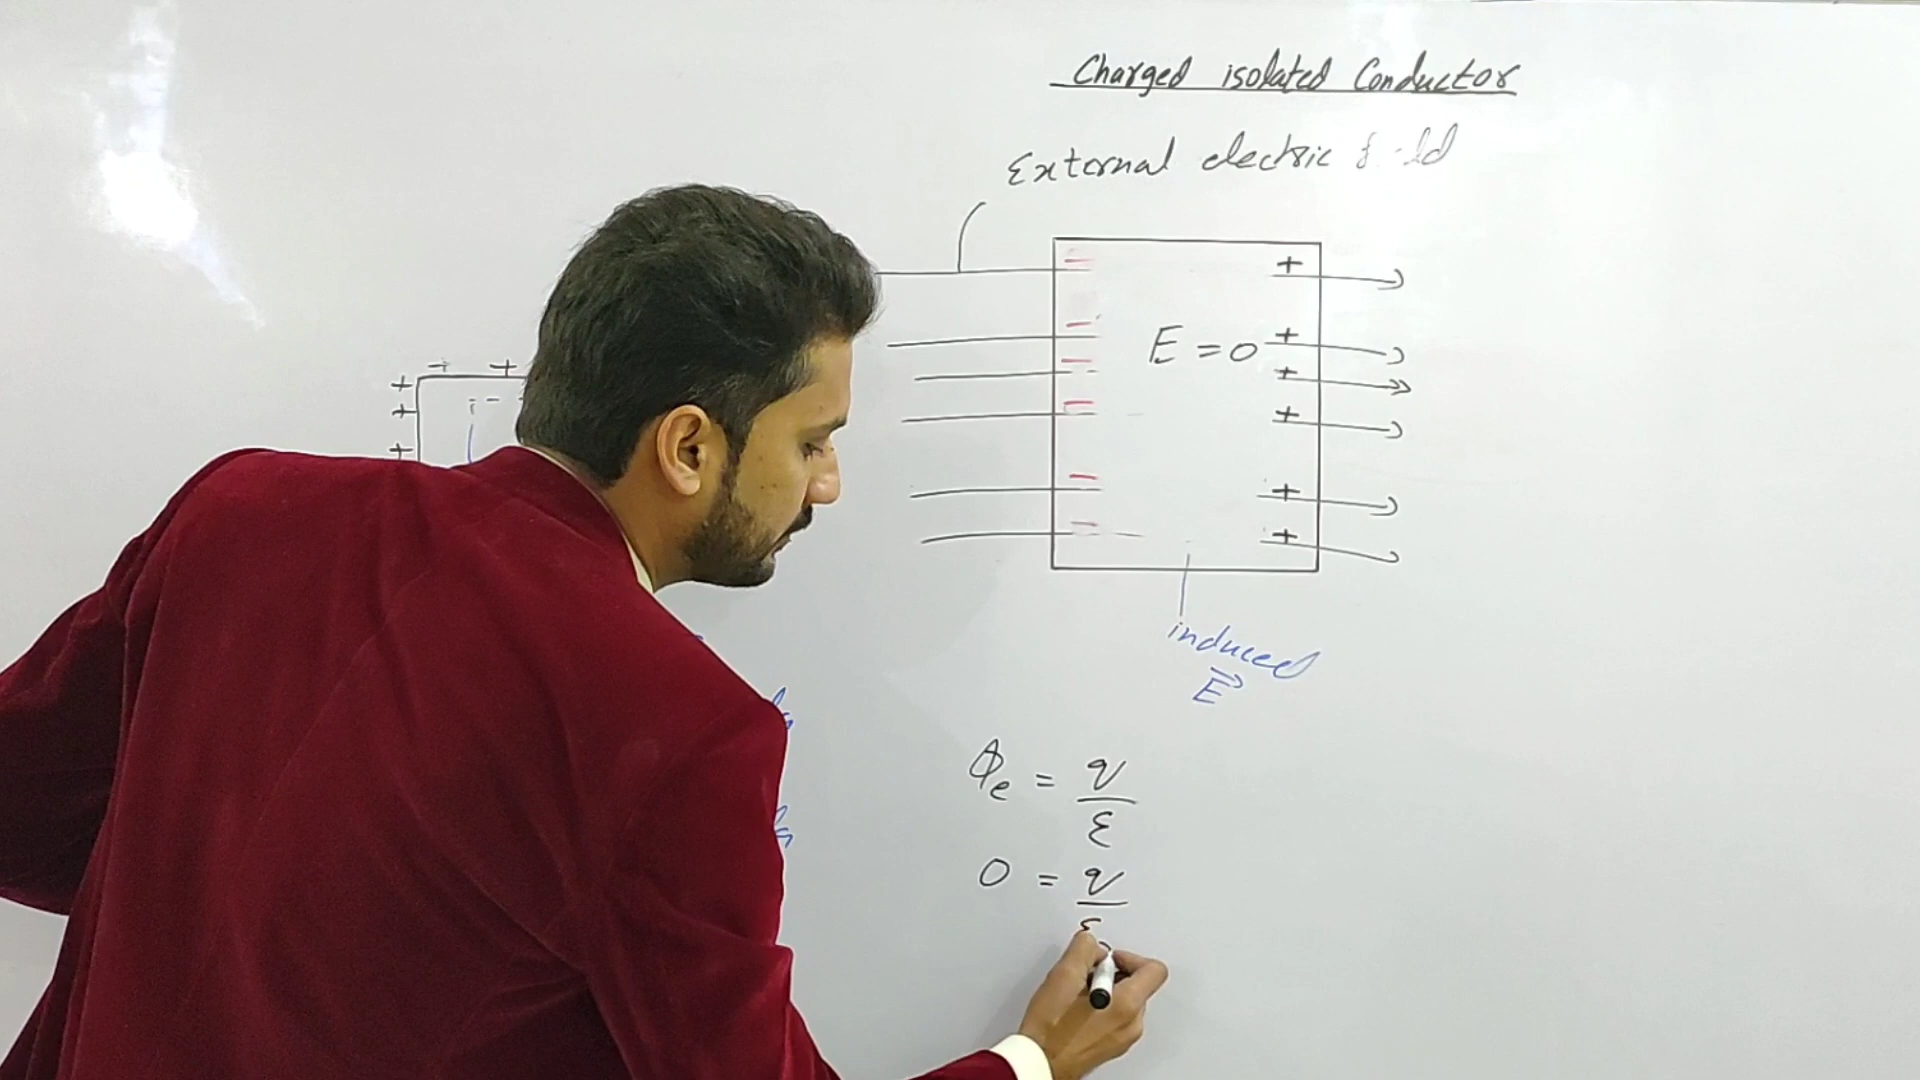 Charged isolated Conductor
External electric field
- +
- +
E = 0
- +
- +
- +
- +
+ + +
+
+
induced
E⃗
Φe = q/ε
0 = q/ε